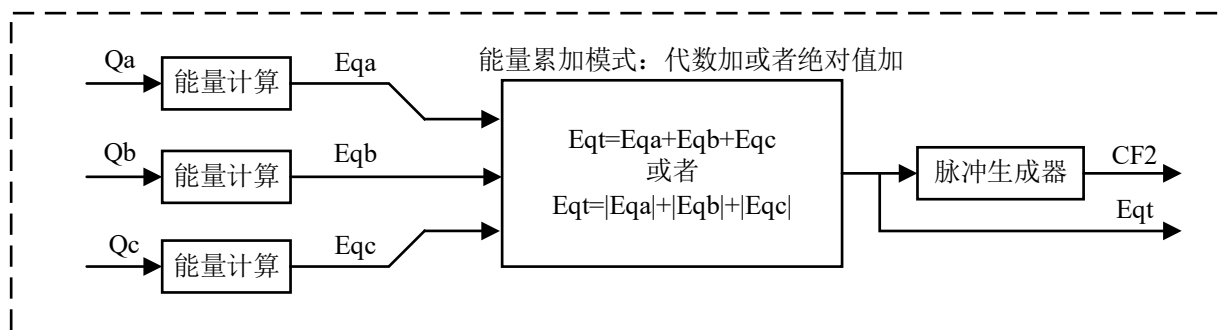 能量累加模式：代数加或者绝对值加
Qa
能量计算
Eqa
Qb
能量计算
Eqb
Qc
能量计算
Eqc
Eqt=Eqa+Eqb+Eqc
或者
Eqt=|Eqa|+|Eqb|+|Eqc|
脉冲生成器
CF2
Eqt